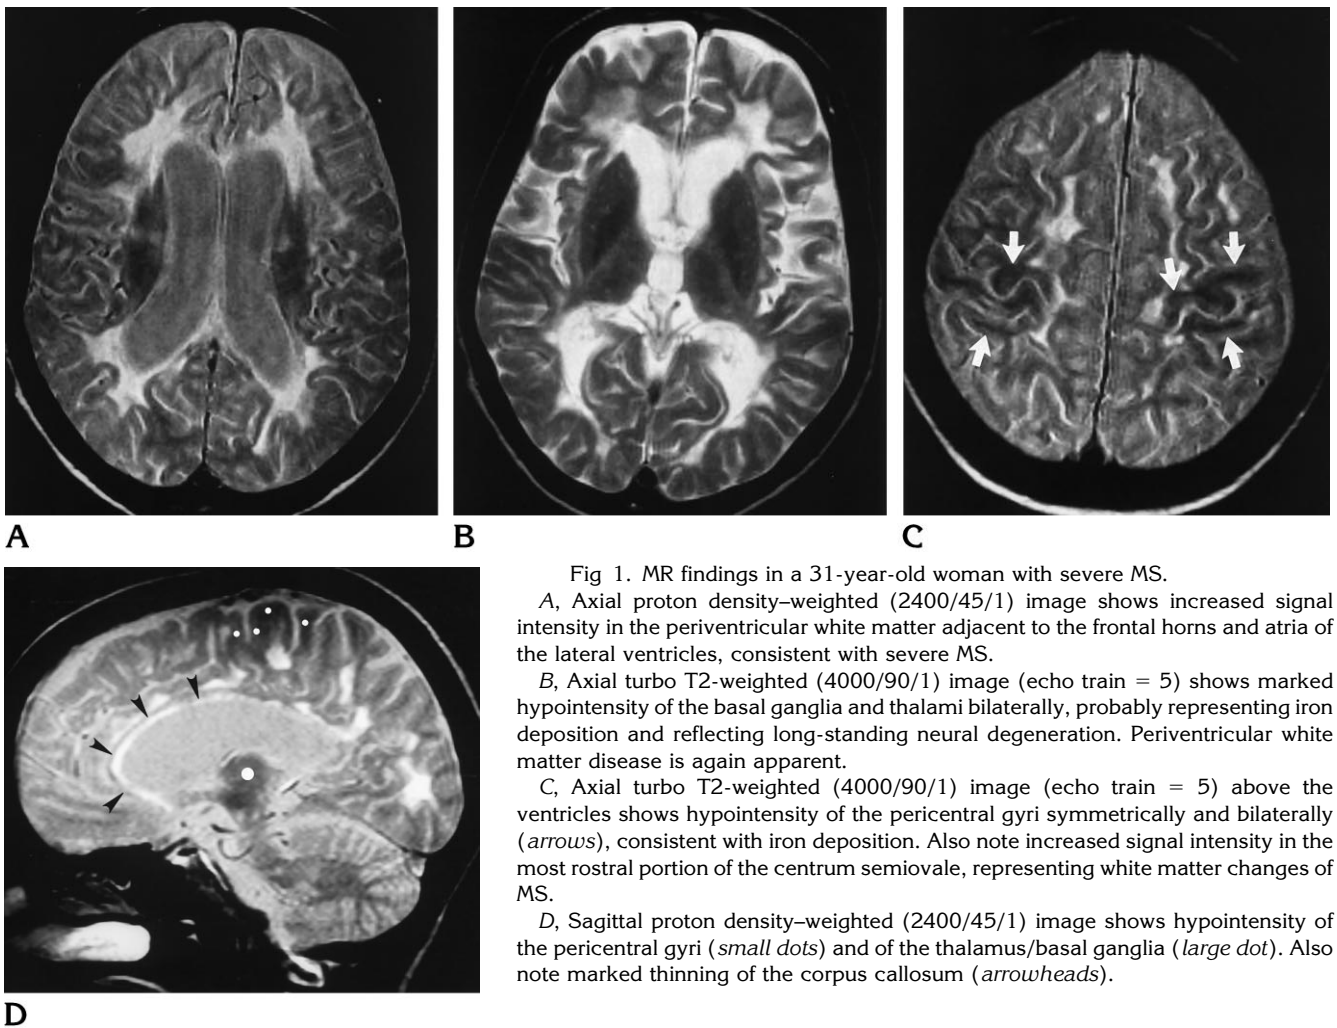 A
B
C
D
Fig 1. MR findings in a 31-year-old woman with severe MS.
A, Axial proton density–weighted (2400/45/1) image shows increased signal
intensity in the periventricular white matter adjacent to the frontal horns and atria of
the lateral ventricles, consistent with severe MS.
B, Axial turbo T2-weighted (4000/90/1) image (echo train = 5) shows marked
hypointensity of the basal ganglia and thalami bilaterally, probably representing iron
deposition and reflecting long-standing neural degeneration. Periventricular white
matter disease is again apparent.
C, Axial turbo T2-weighted (4000/90/1) image (echo train = 5) above the
ventricles shows hypointensity of the pericentral gyri symmetrically and bilaterally
(arrows), consistent with iron deposition. Also note increased signal intensity in the
most rostral portion of the centrum semiovale, representing white matter changes of
MS.
D, Sagittal proton density–weighted (2400/45/1) image shows hypointensity of
the pericentral gyri (small dots) and of the thalamus/basal ganglia (large dot). Also
note marked thinning of the corpus callosum (arrowheads).